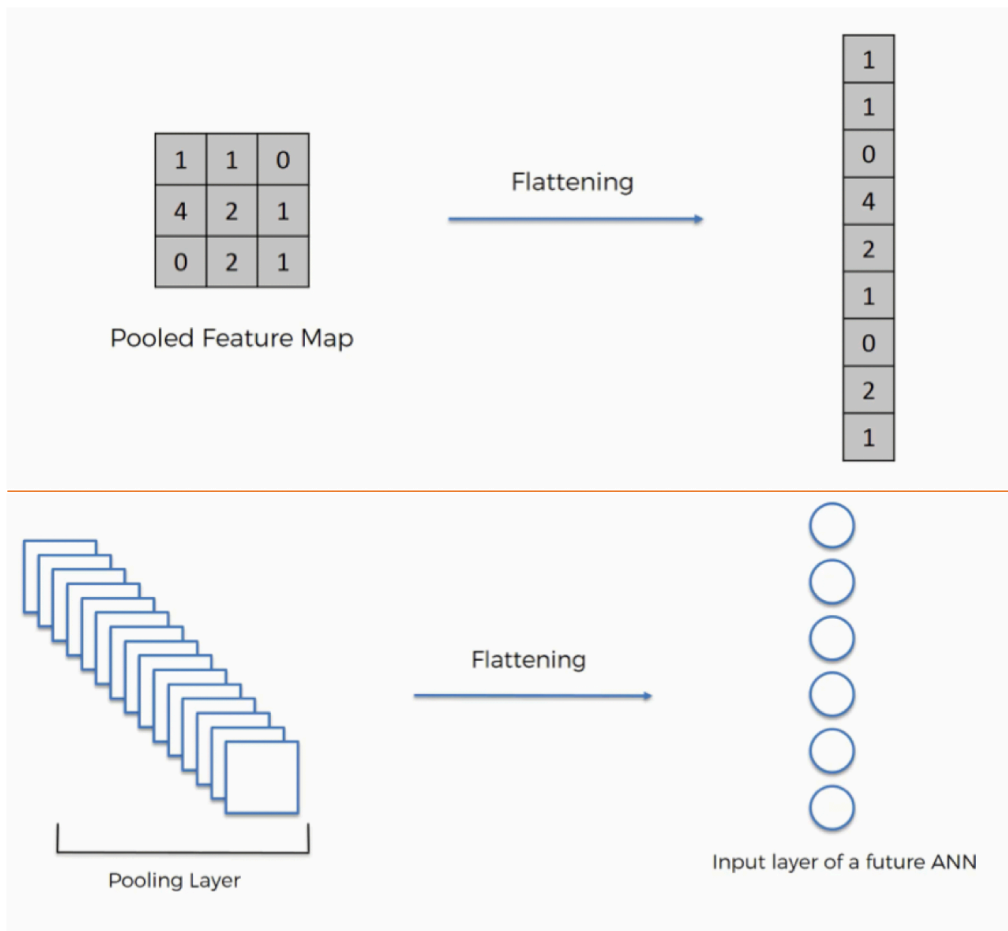 1 1 0
4 2 1
0 2 1
Pooled Feature Map
Flattening
1
1
0
4
2
1
0
2
1
Flattening
Pooling Layer
Input layer of a future ANN